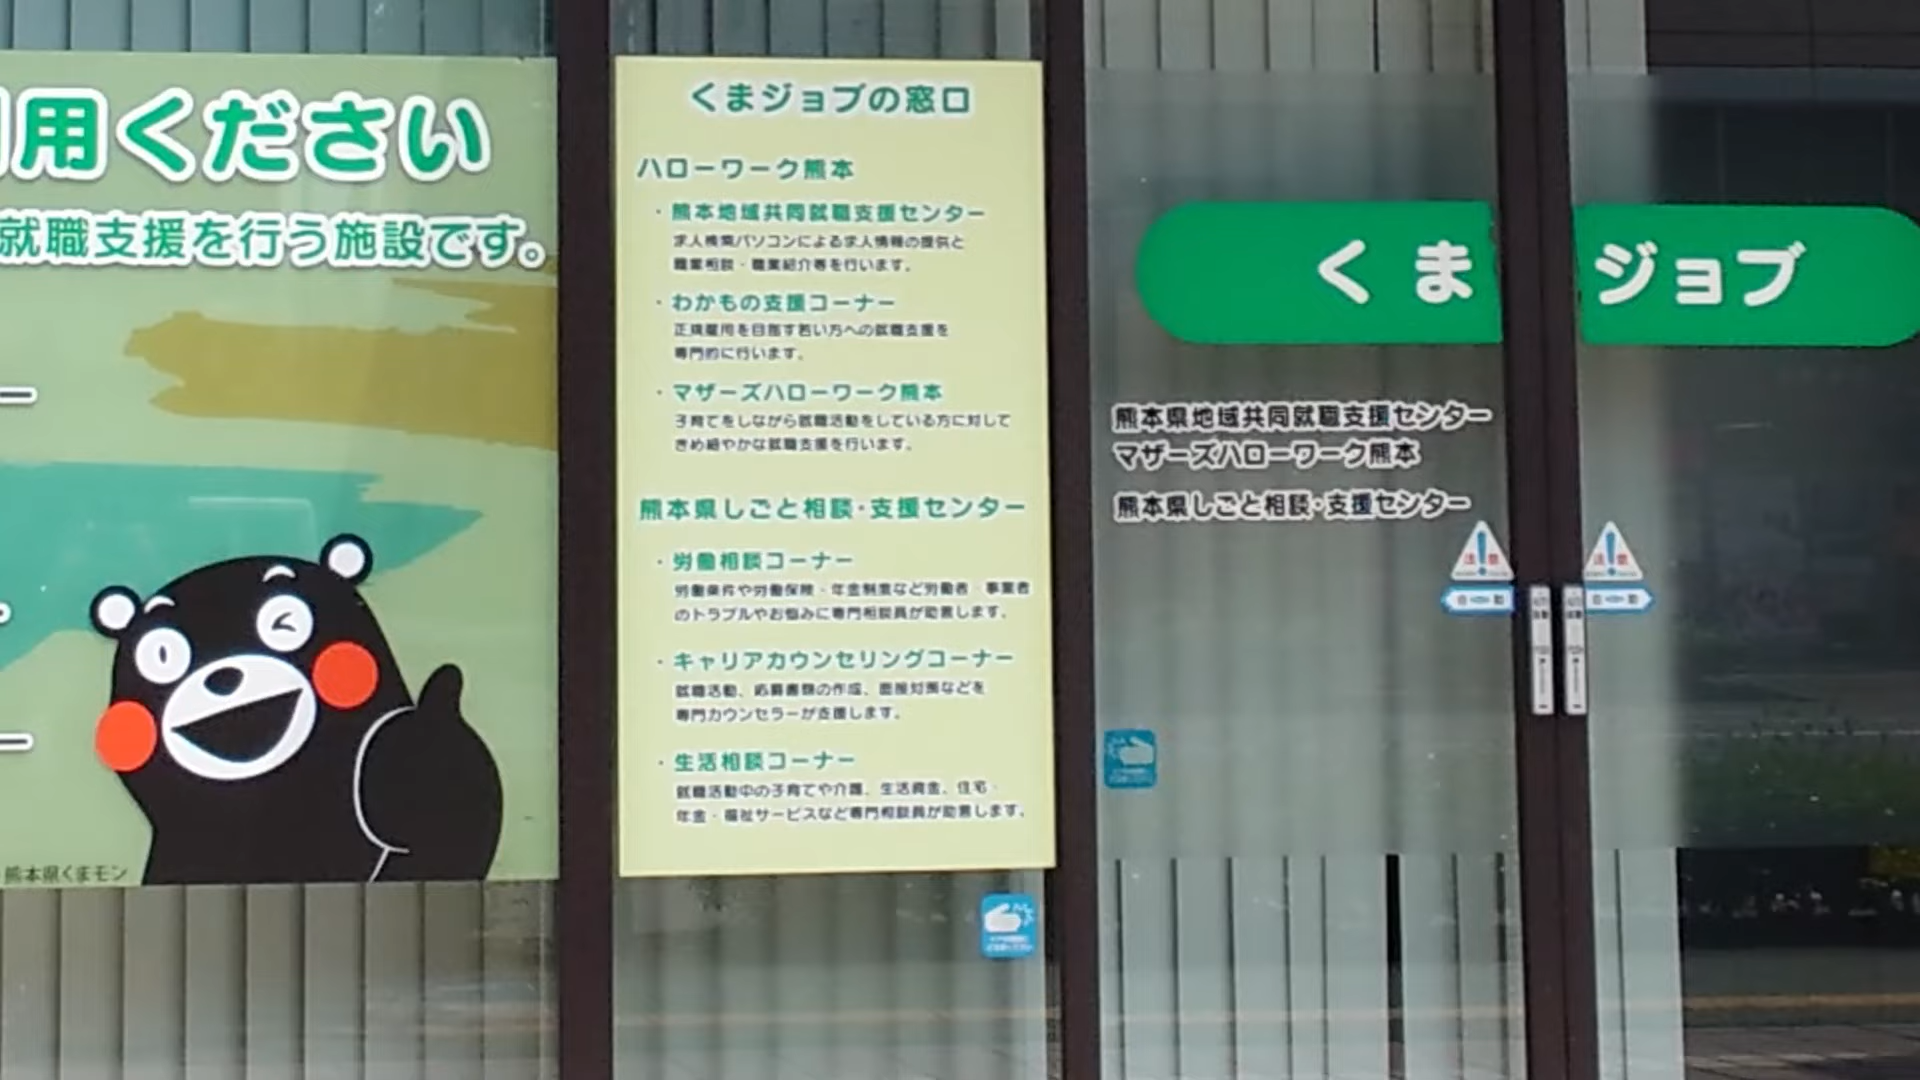 用ください
就職支援を行う施設です。
熊本県くまモン
くまジョブの窓口
ハローワーク熊本
・熊本地域共同就職支援センター
求人検索パソコンによる求人情報の提供と
職業相談・職業紹介等を行います。
・わかもの支援コーナー
正規雇用を目指す若い方への就職支援を
専門的に行います。
・マザーズハローワーク熊本
子育てをしながら就職活動をしている方に対して
きめ細やかな就職支援を行います。
熊本県しごと相談・支援センター
・労働相談コーナー
労働条件や労働保険・年金制度など労働者・事業者
のトラブルやお悩みに専門相談員が助言します。
・キャリアカウンセリングコーナー
就職活動、応募書類の作成、面接対策などを
専門カウンセラーが支援します。
・生活相談コーナー
就職活動中の子育てや介護、生活資金、住宅・
年金・福祉サービスなど専門相談員が助言します。
くまジョブ
熊本県地域共同就職支援センター
マザーズハローワーク熊本
熊本県しごと相談・支援センター
注意
自動
注意
自動